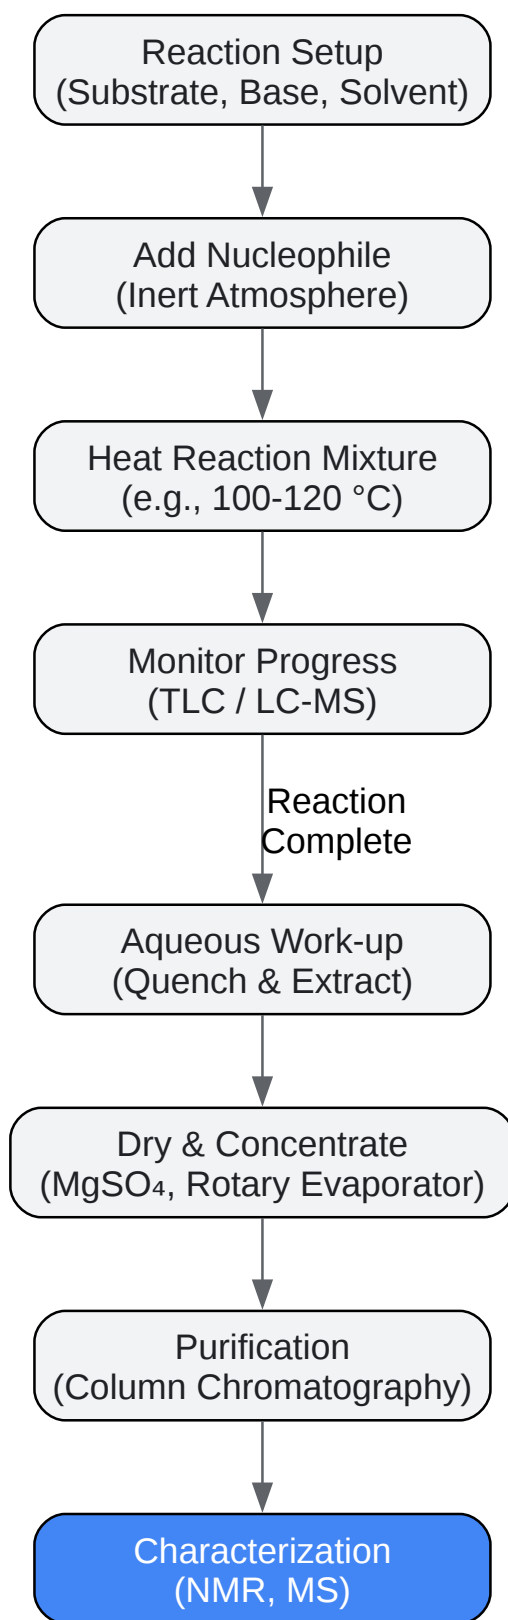 Reaction Setup
(Substrate, Base, Solvent)
Add Nucleophile
(Inert Atmosphere)
Heat Reaction Mixture
(e.g., 100-120 °C)
Monitor Progress
(TLC / LC-MS)
Reaction
Complete
Aqueous Work-up
(Quench & Extract)
Dry & Concentrate
(MgSO₄, Rotary Evaporator)
Purification
(Column Chromatography)
Characterization
(NMR, MS)